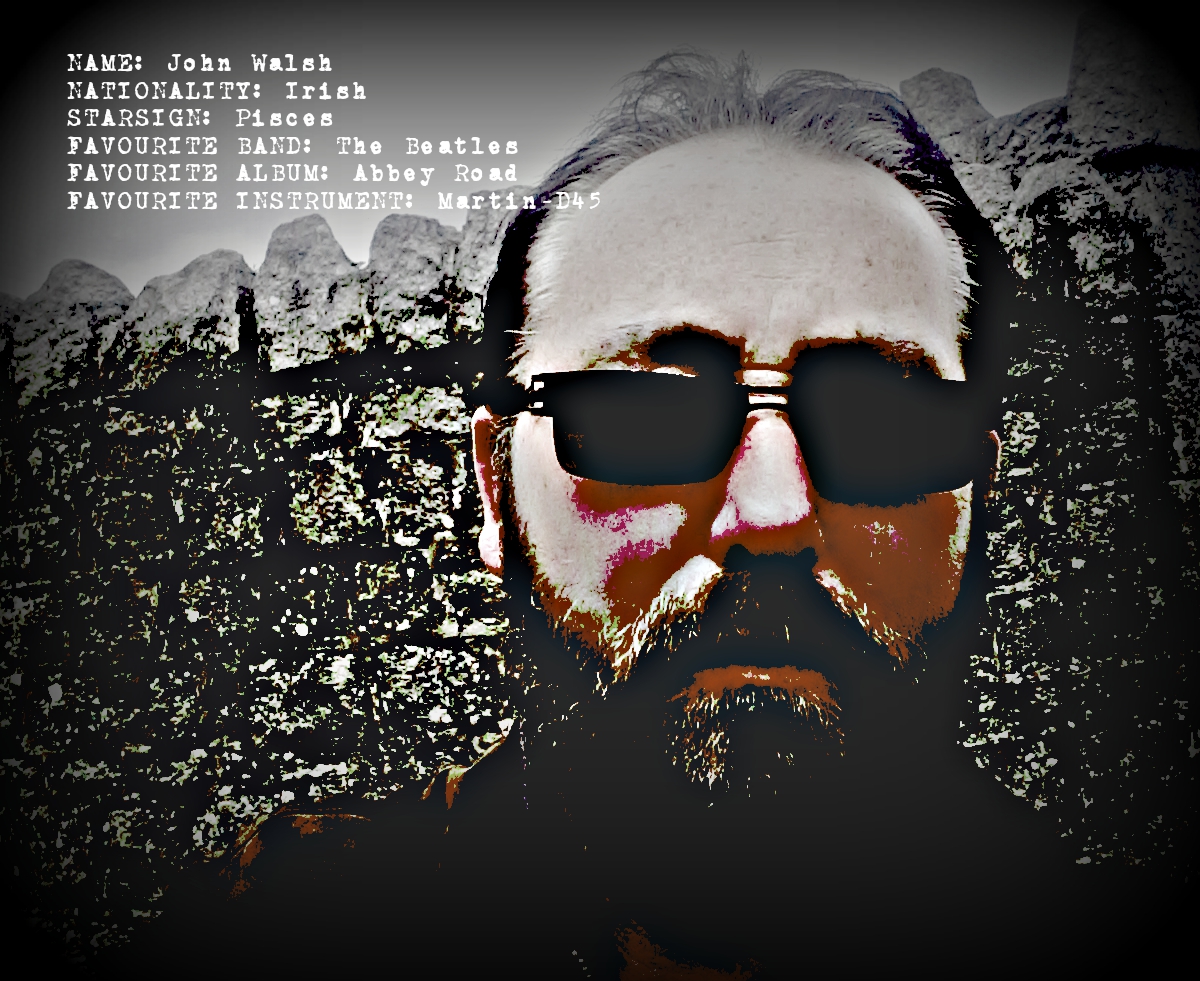 NAME: John Walsh
NATIONALITY: Irish
STARSIGN: Pisces
FAVOURITE BAND: The Beatles
FAVOURITE ALBUM: Abbey Road
FAVOURITE INSTRUMENT: Martin-D45